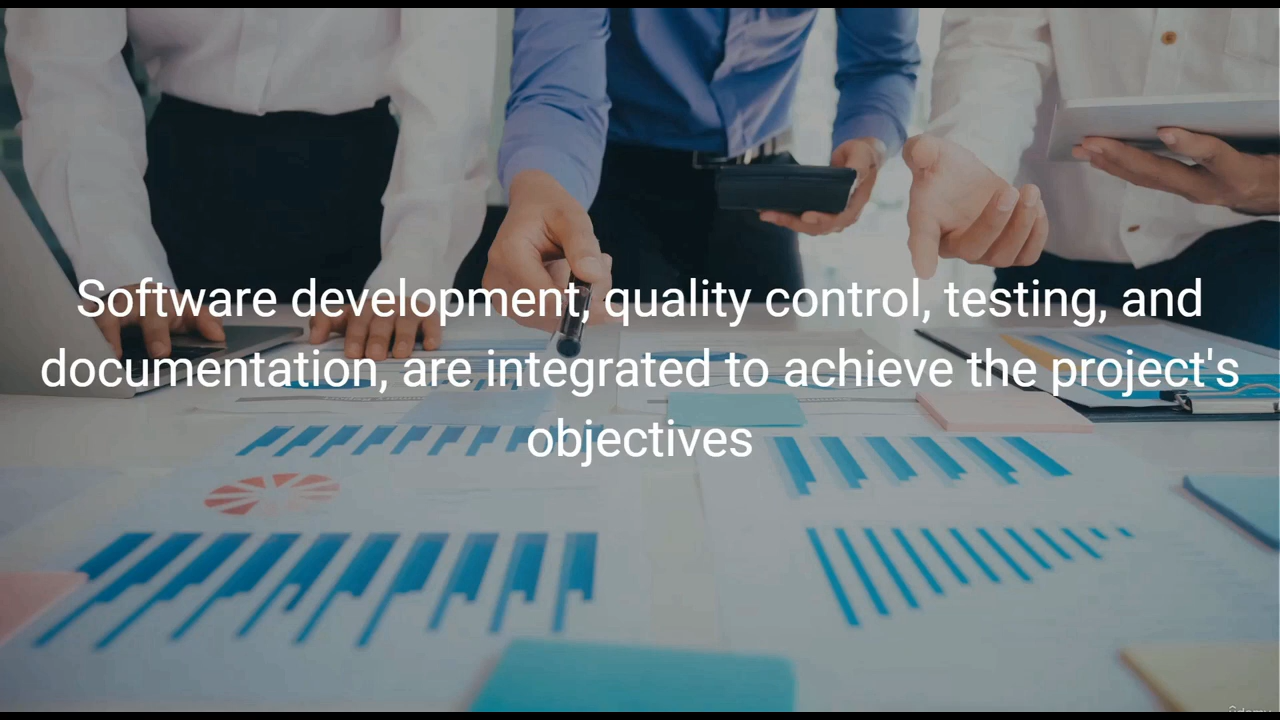 Software development, quality control, testing, and
documentation, are integrated to achieve the project's
objectives